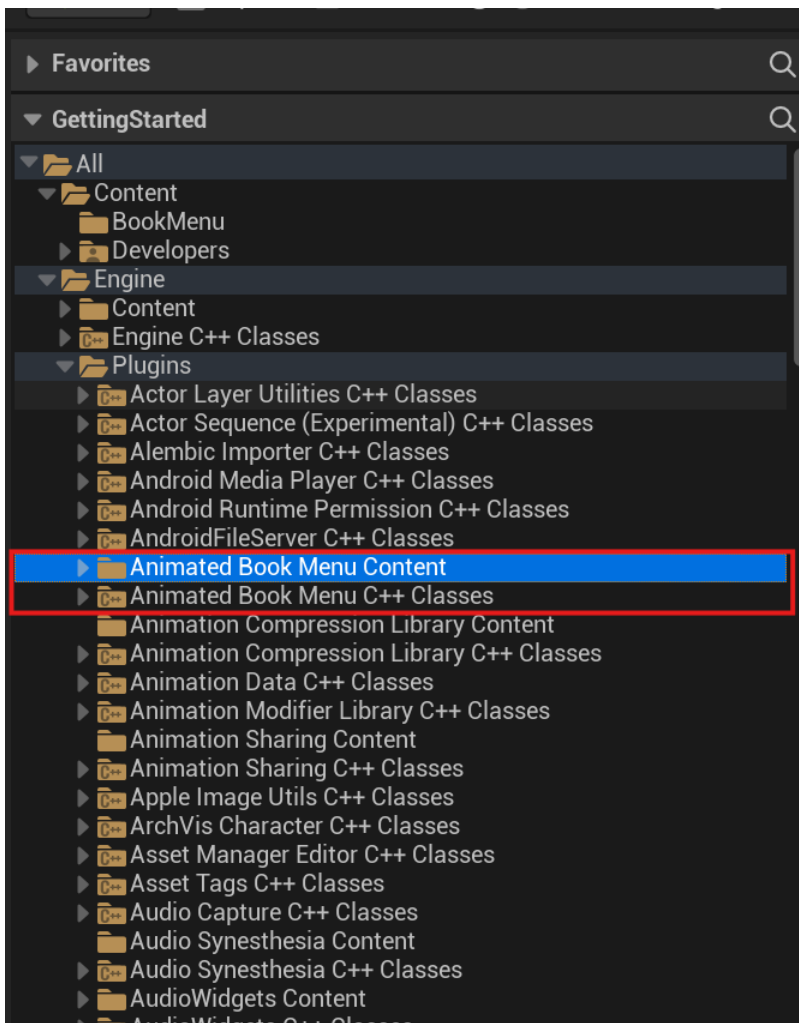 Favorites
GettingStarted
All
Content
BookMenu
Developers
Engine
Content
Engine C++ Classes
Plugins
Actor Layer Utilities C++ Classes
Actor Sequence (Experimental) C++ Classes
Alembic Importer C++ Classes
Android Media Player C++ Classes
Android Runtime Permission C++ Classes
AndroidFileServer C++ Classes
Animated Book Menu Content
Animated Book Menu C++ Classes
Animation Compression Library Content
Animation Compression Library C++ Classes
Animation Data C++ Classes
Animation Modifier Library C++ Classes
Animation Sharing Content
Animation Sharing C++ Classes
Apple Image Utils C++ Classes
ArchVis Character C++ Classes
Asset Manager Editor C++ Classes
Asset Tags C++ Classes
Audio Capture C++ Classes
Audio Synesthesia Content
Audio Synesthesia C++ Classes
AudioWidgets Content
AudioWidgets C++ Classes